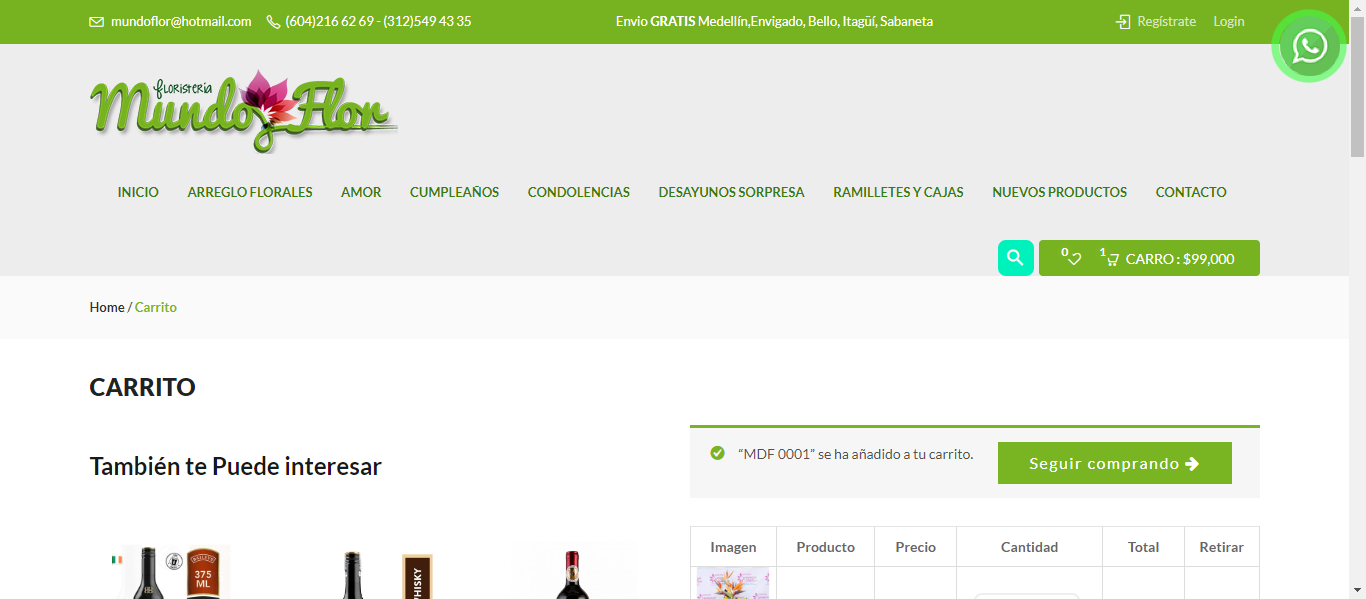 mundoflor@hotmail.com (604)216 62 69 - (312)549 43 35 Envio GRATIS Medellín,Envigado, Bello, Itagüí, Sabaneta Regístrate Login
floristeria
Mundo Flor
INICIO ARREGLO FLORALES AMOR CUMPLEAÑOS CONDOLENCIAS DESAYUNOS SORPRESA RAMILLETES Y CAJAS NUEVOS PRODUCTOS CONTACTO
0 1 CARRO : $99,000
Home / Carrito
CARRITO
También te Puede interesar
“MDF 0001” se ha añadido a tu carrito. Seguir comprando
Imagen Producto Precio Cantidad Total Retirar
BAILEYS
375
ML
WHISKY